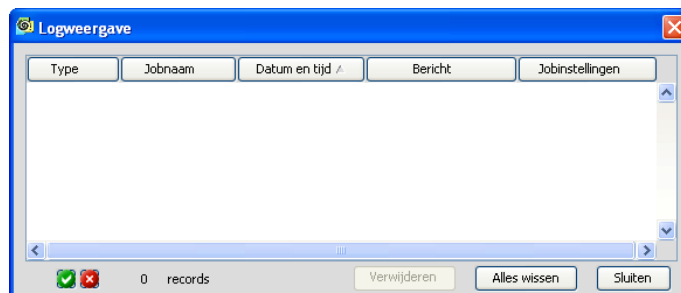 Logweergave
Type Jobnaam Datum en tijd Bericht Jobinstellingen
0 records Verwijderen Alles wissen Sluiten